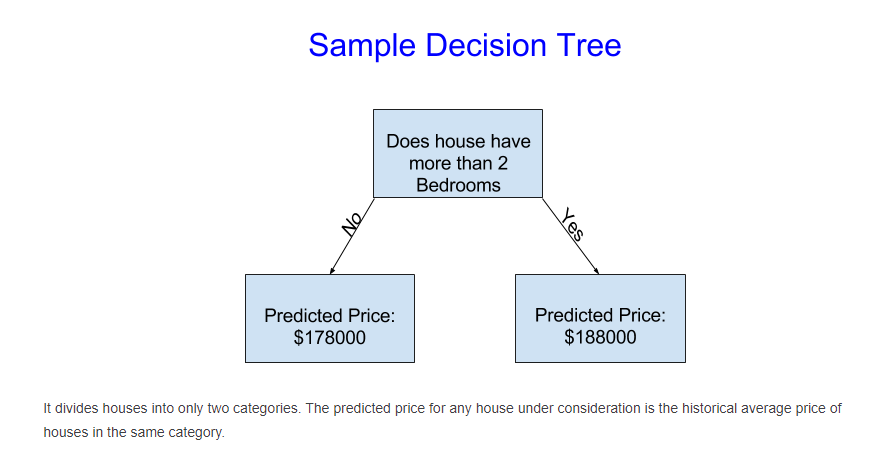 Sample Decision Tree
Does house have
more than 2
Bedrooms
No
Yes
Predicted Price:
$178000
Predicted Price:
$188000
It divides houses into only two categories. The predicted price for any house under consideration is the historical average price of
houses in the same category.